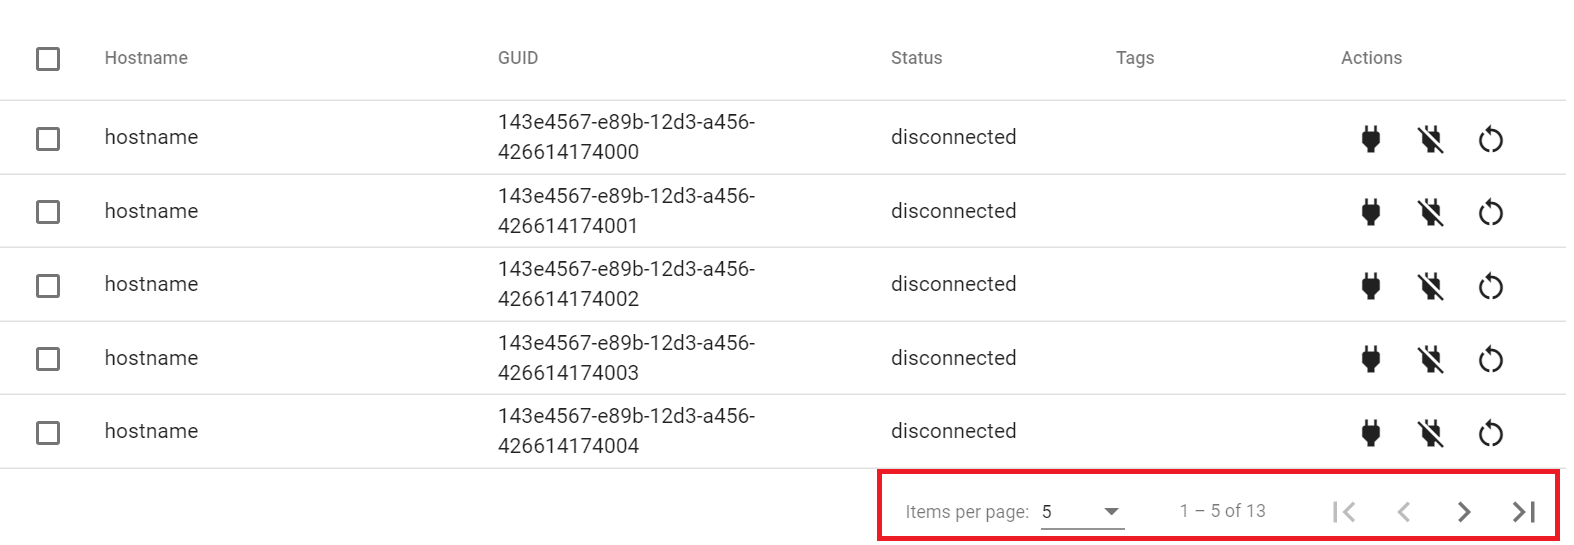 Hostname GUID Status Tags Actions
hostname 143e4567-e89b-12d3-a456- disconnected
426614174000
hostname 143e4567-e89b-12d3-a456- disconnected
426614174001
hostname 143e4567-e89b-12d3-a456- disconnected
426614174002
hostname 143e4567-e89b-12d3-a456- disconnected
426614174003
hostname 143e4567-e89b-12d3-a456- disconnected
426614174004
Items per page: 5 1 – 5 of 13